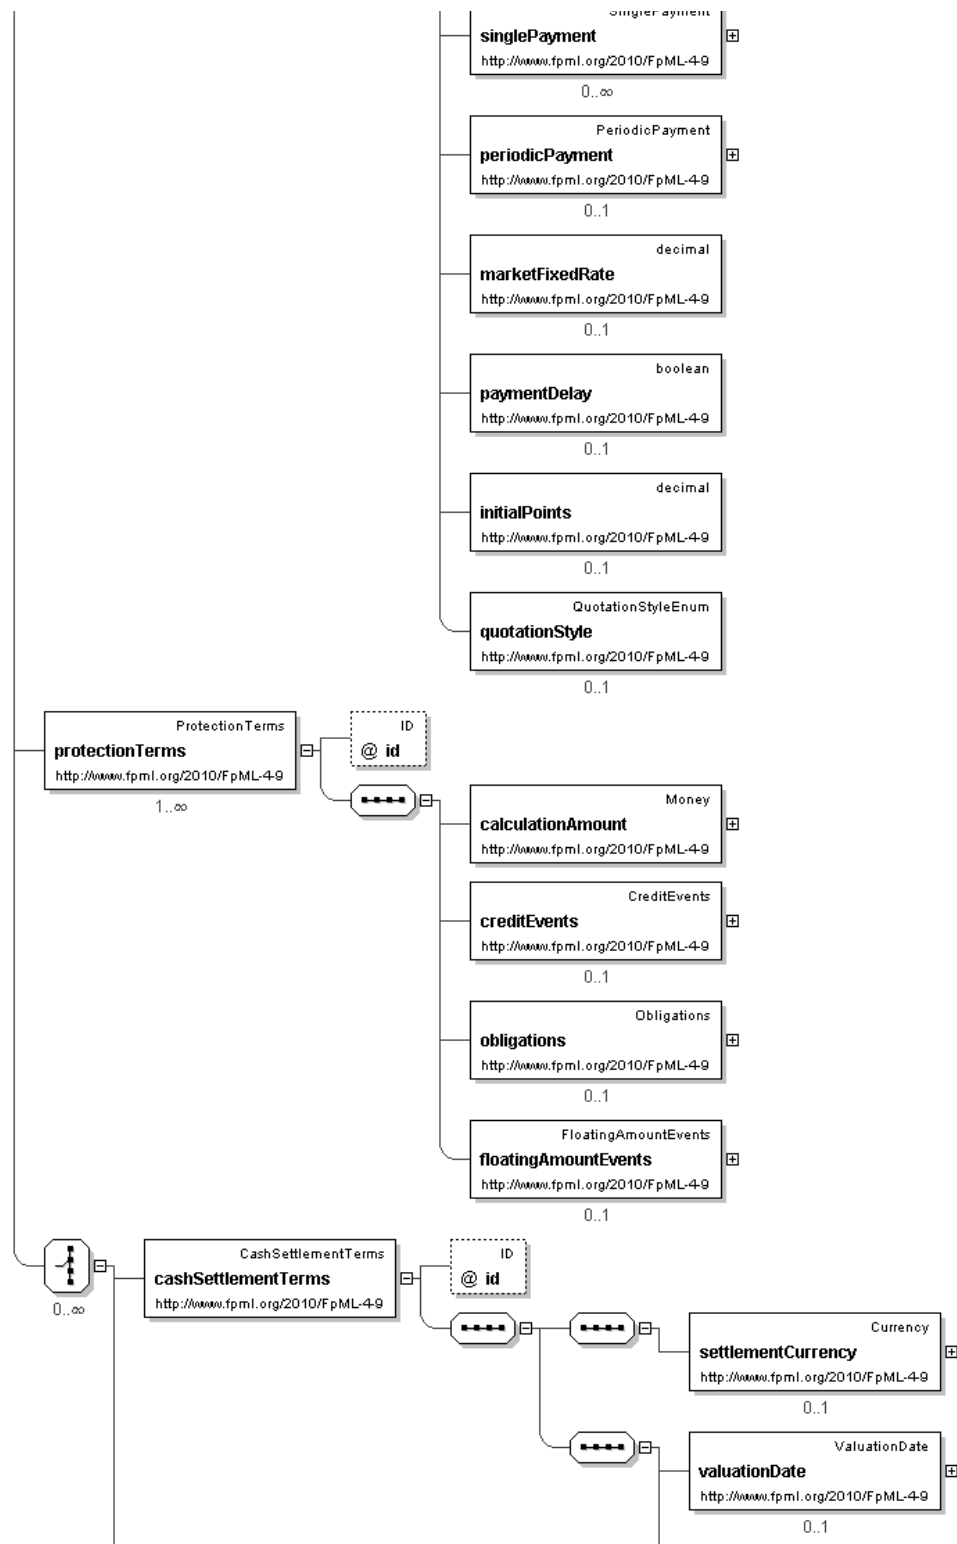 SinglePayment
singlePayment
http://www.fpml.org/2010/FpML-4-9
0..∞
PeriodicPayment
periodicPayment
http://www.fpml.org/2010/FpML-4-9
0..1
decimal
marketFixedRate
http://www.fpml.org/2010/FpML-4-9
0..1
boolean
paymentDelay
http://www.fpml.org/2010/FpML-4-9
0..1
decimal
initialPoints
http://www.fpml.org/2010/FpML-4-9
0..1
QuotationStyleEnum
quotationStyle
http://www.fpml.org/2010/FpML-4-9
0..1
ProtectionTerms
protectionTerms
http://www.fpml.org/2010/FpML-4-9
1..∞
ID
@ id
Money
calculationAmount
http://www.fpml.org/2010/FpML-4-9
CreditEvents
creditEvents
http://www.fpml.org/2010/FpML-4-9
0..1
Obligations
obligations
http://www.fpml.org/2010/FpML-4-9
0..1
FloatingAmountEvents
floatingAmountEvents
http://www.fpml.org/2010/FpML-4-9
0..1
0..∞
CashSettlementTerms
cashSettlementTerms
http://www.fpml.org/2010/FpML-4-9
ID
@ id
Currency
settlementCurrency
http://www.fpml.org/2010/FpML-4-9
0..1
ValuationDate
valuationDate
http://www.fpml.org/2010/FpML-4-9
0..1